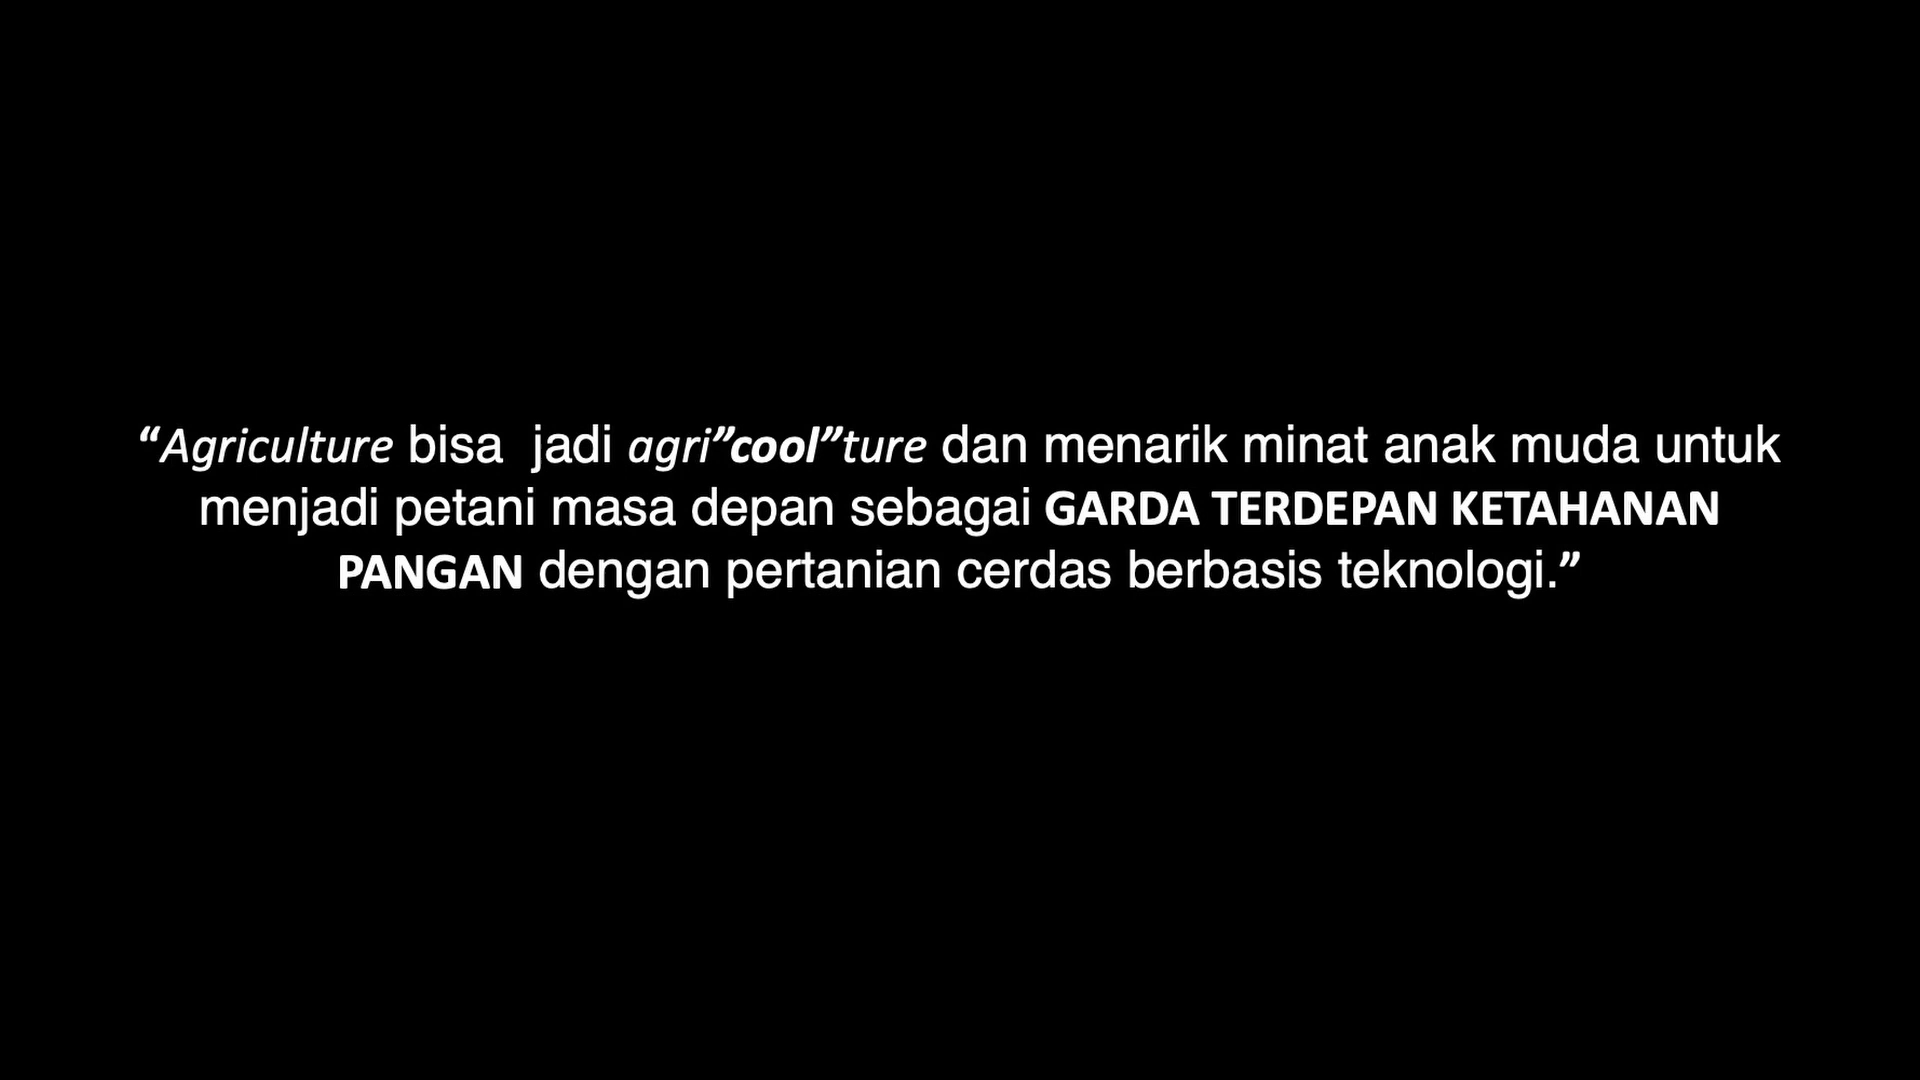 “Agriculture bisa  jadi agri”cool”ture dan menarik minat anak muda untuk
menjadi petani masa depan sebagai GARDA TERDEPAN KETAHANAN
PANGAN dengan pertanian cerdas berbasis teknologi.”